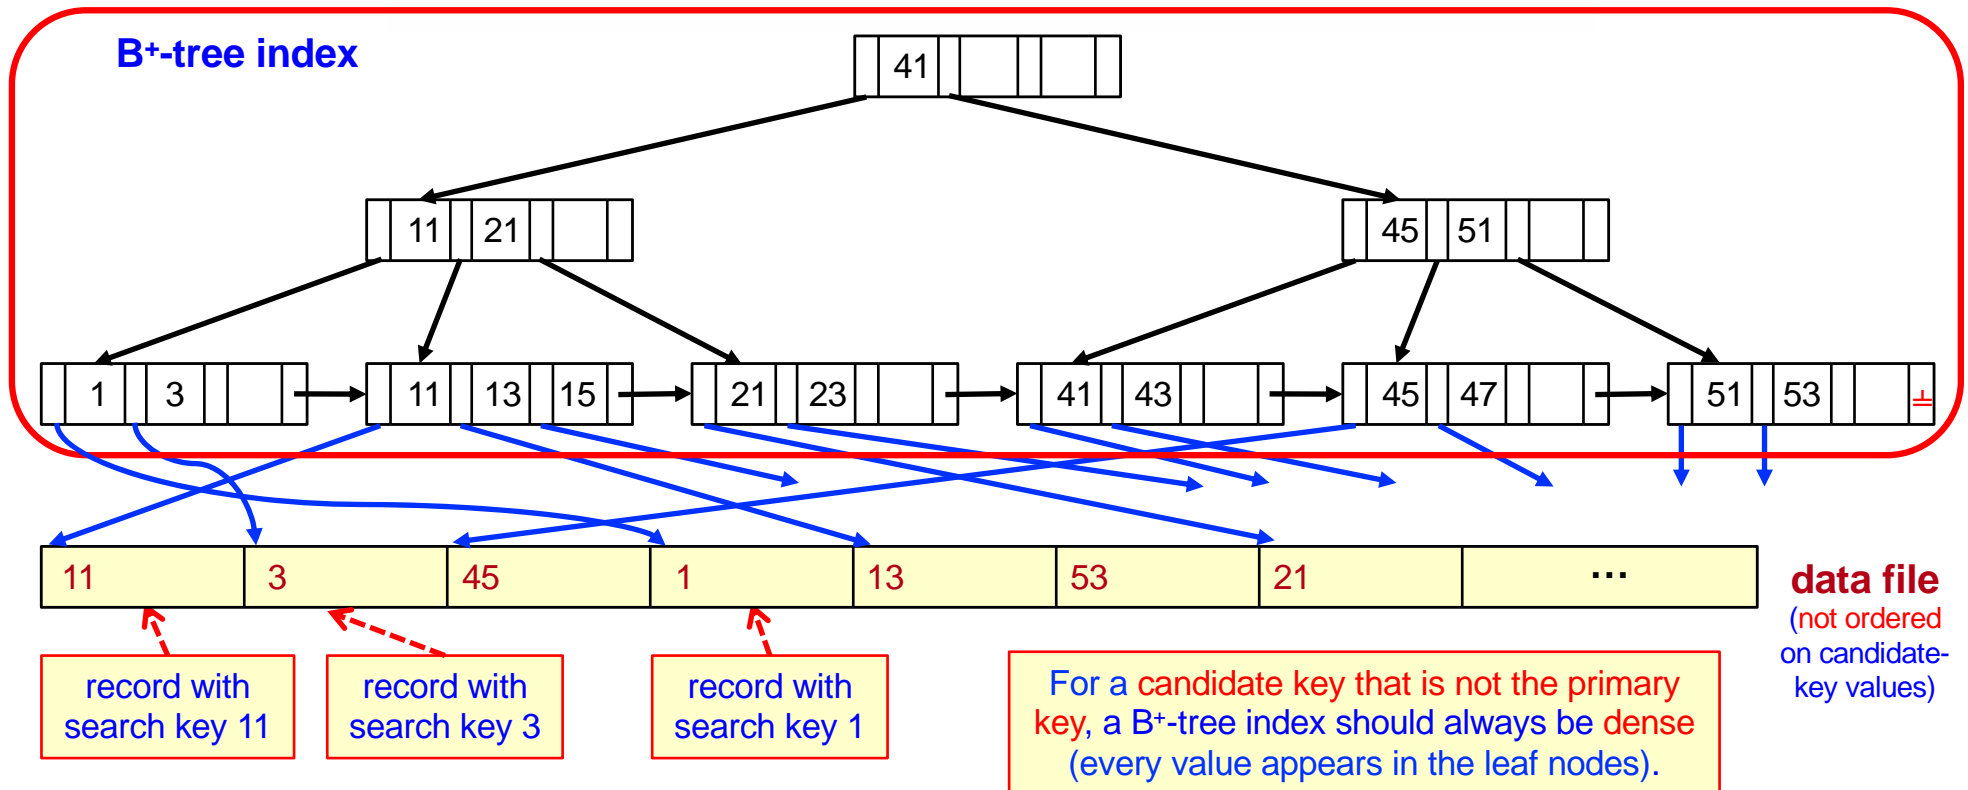 B+-tree index
41
11 21
45 51
1 3
11 13 15
21 23
41 43
45 47
51 53
11 3 45 1 13 53 21 ...
data file
(not ordered
on candidate-
key values)
record with
search key 11
record with
search key 3
record with
search key 1
For a candidate key that is not the primary
key, a B+-tree index should always be dense
(every value appears in the leaf nodes).